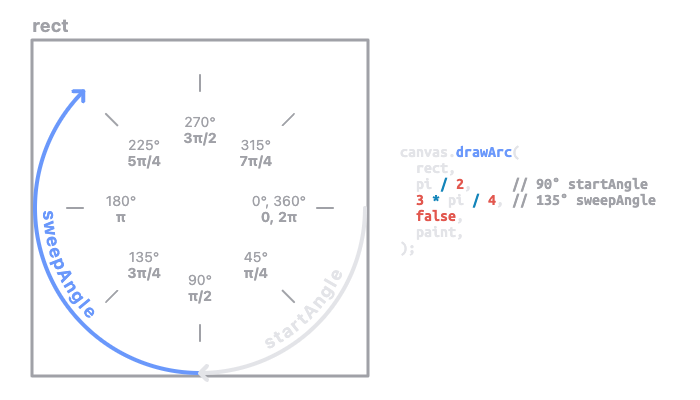 rect
270°
3π/2
225°
5π/4
315°
7π/4
180°
π
0°, 360°
0, 2π
135°
3π/4
45°
π/4
90°
π/2
sweepAngle
startAngle
canvas.drawArc(
rect,
pi / 2,     // 90° startAngle
3 * pi / 4, // 135° sweepAngle
false,
paint,
);